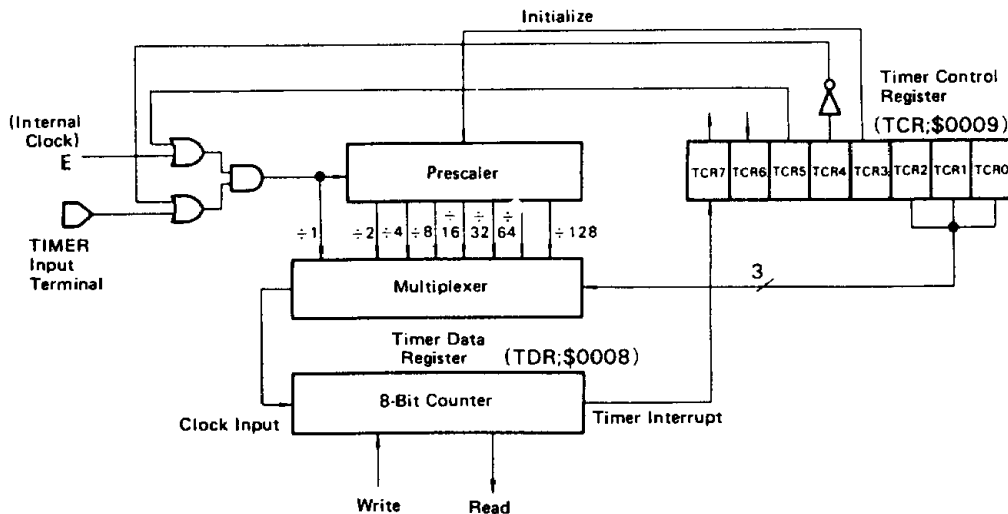 Initialize
Timer Control
Register
(TCR;$0009)
(Internal
Clock)
E
TCR7 TCR6 TCR5 TCR4 TCR3 TCR2 TCR1 TCR0
Prescaler
÷1 ÷2 ÷4 ÷8 ÷16 ÷32 ÷64 ÷128
TIMER
Input
Terminal
Multiplexer
3
Timer Data
Register
(TDR;$0008)
8-Bit Counter
Clock Input
Timer Interrupt
Write
Read